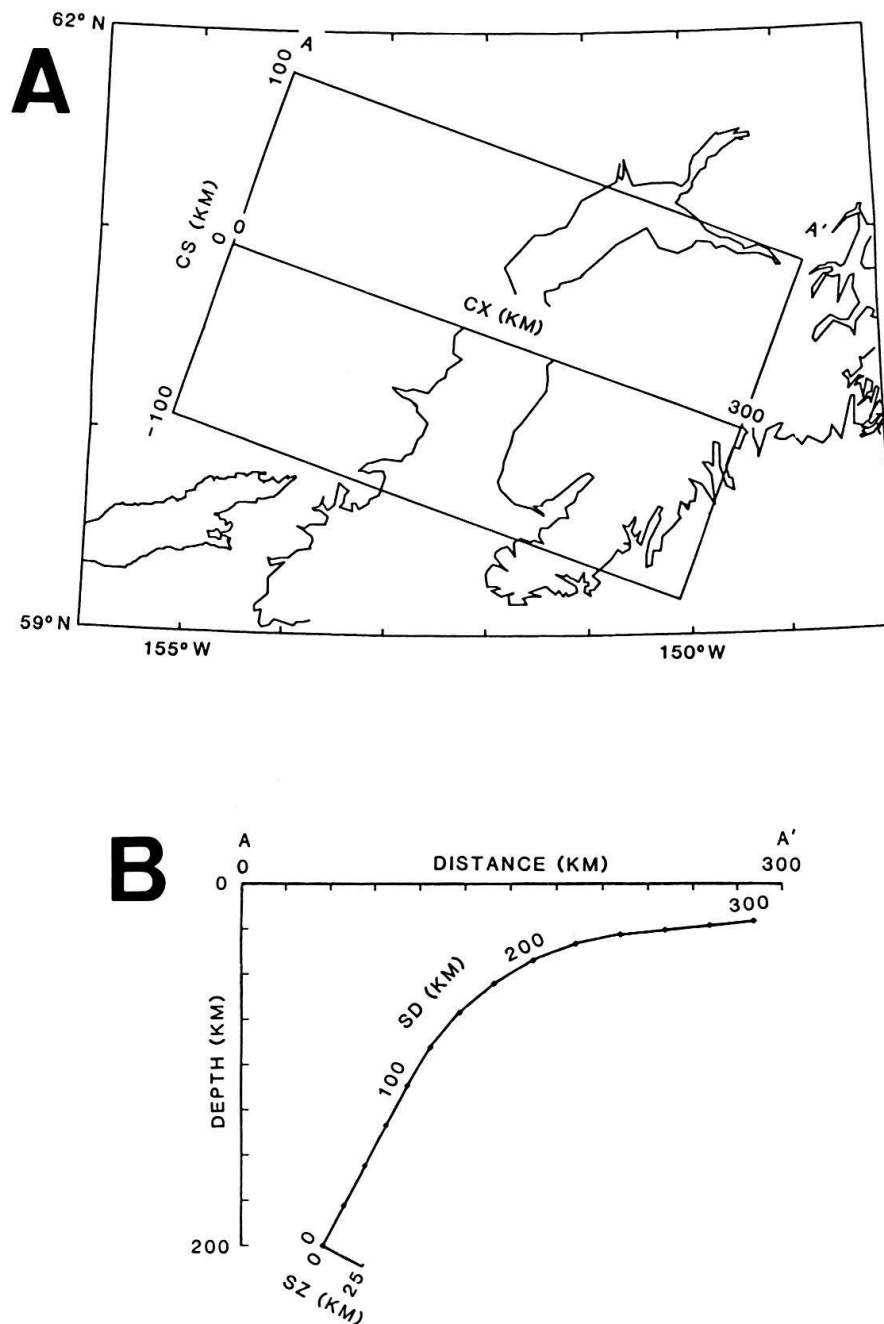 62° N
A
A
100
CS (KM)
0 0
A'
CX (KM)
-100
300
59° N
155°W
150°W
B
A
A'
0
DISTANCE (KM)
300
0
300
200
SD (KM)
DEPTH (KM)
100
200
0
0
25
SZ (KM)